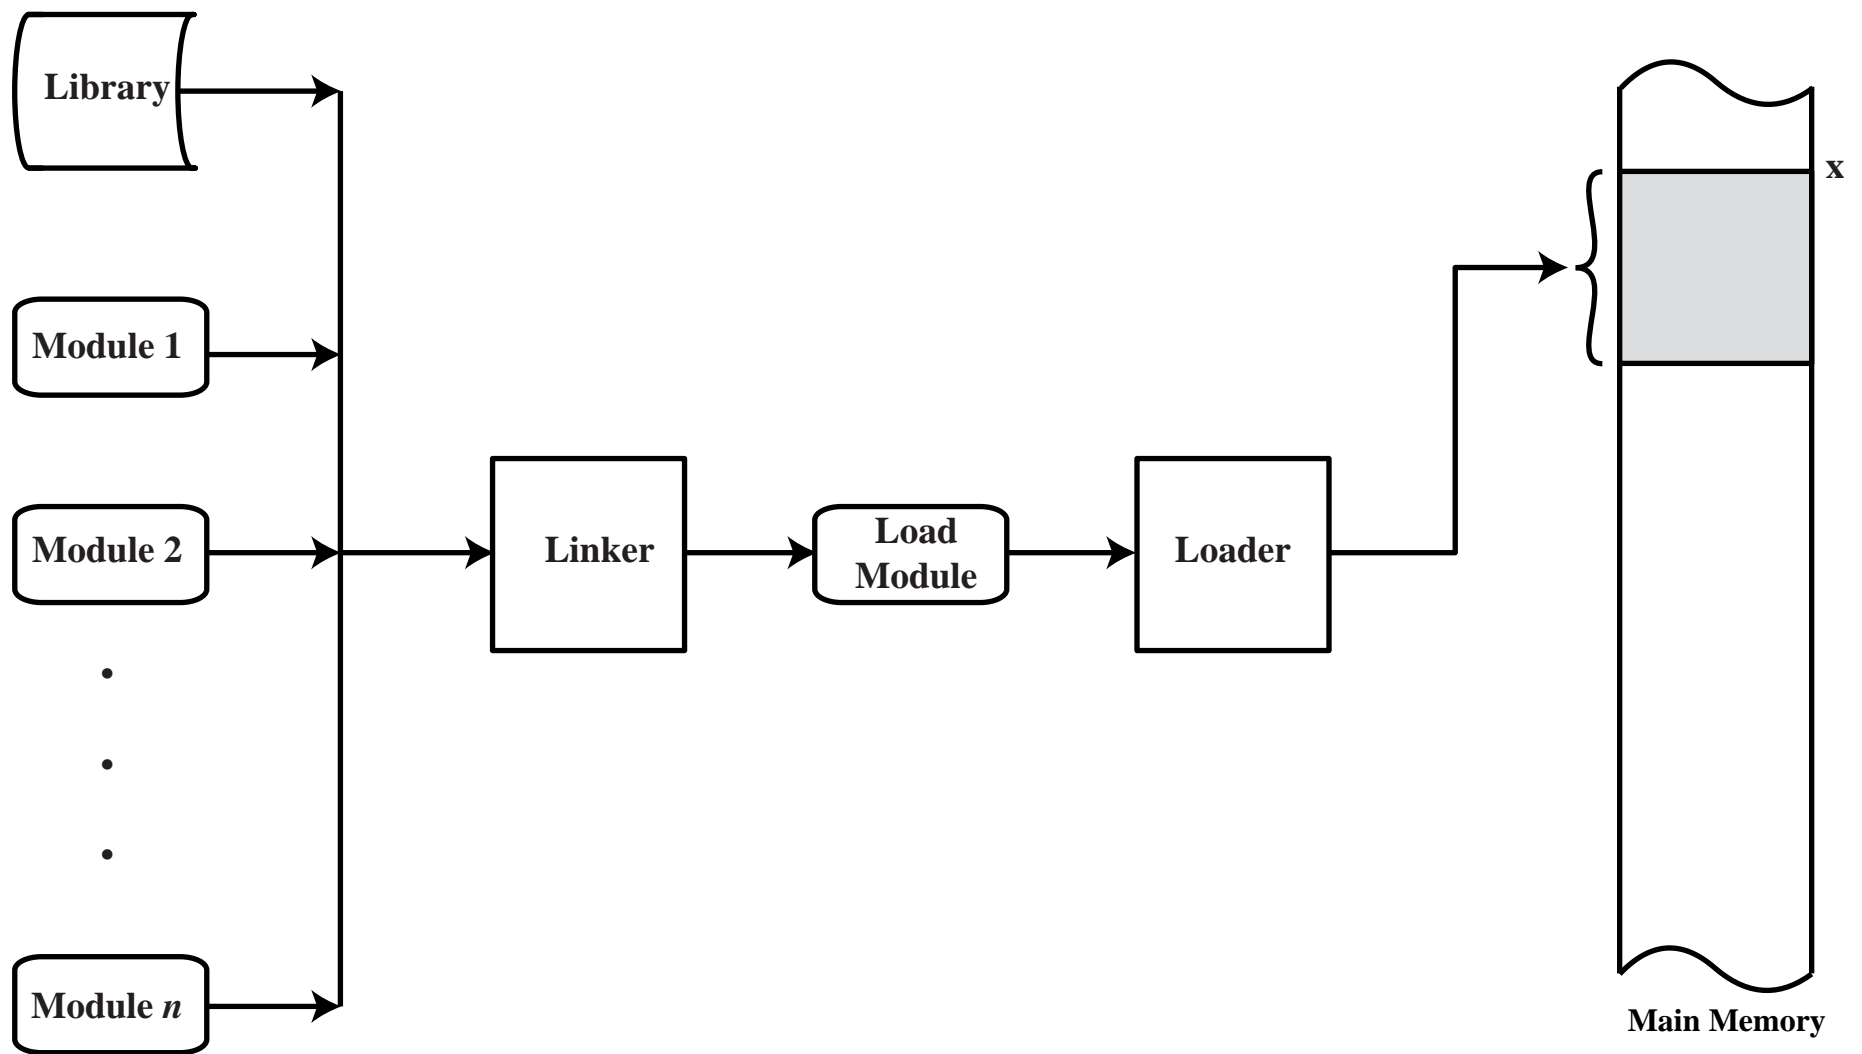 Library
x
Module 1
Module 2
Linker
Load
Module
Loader
Module n
Main Memory